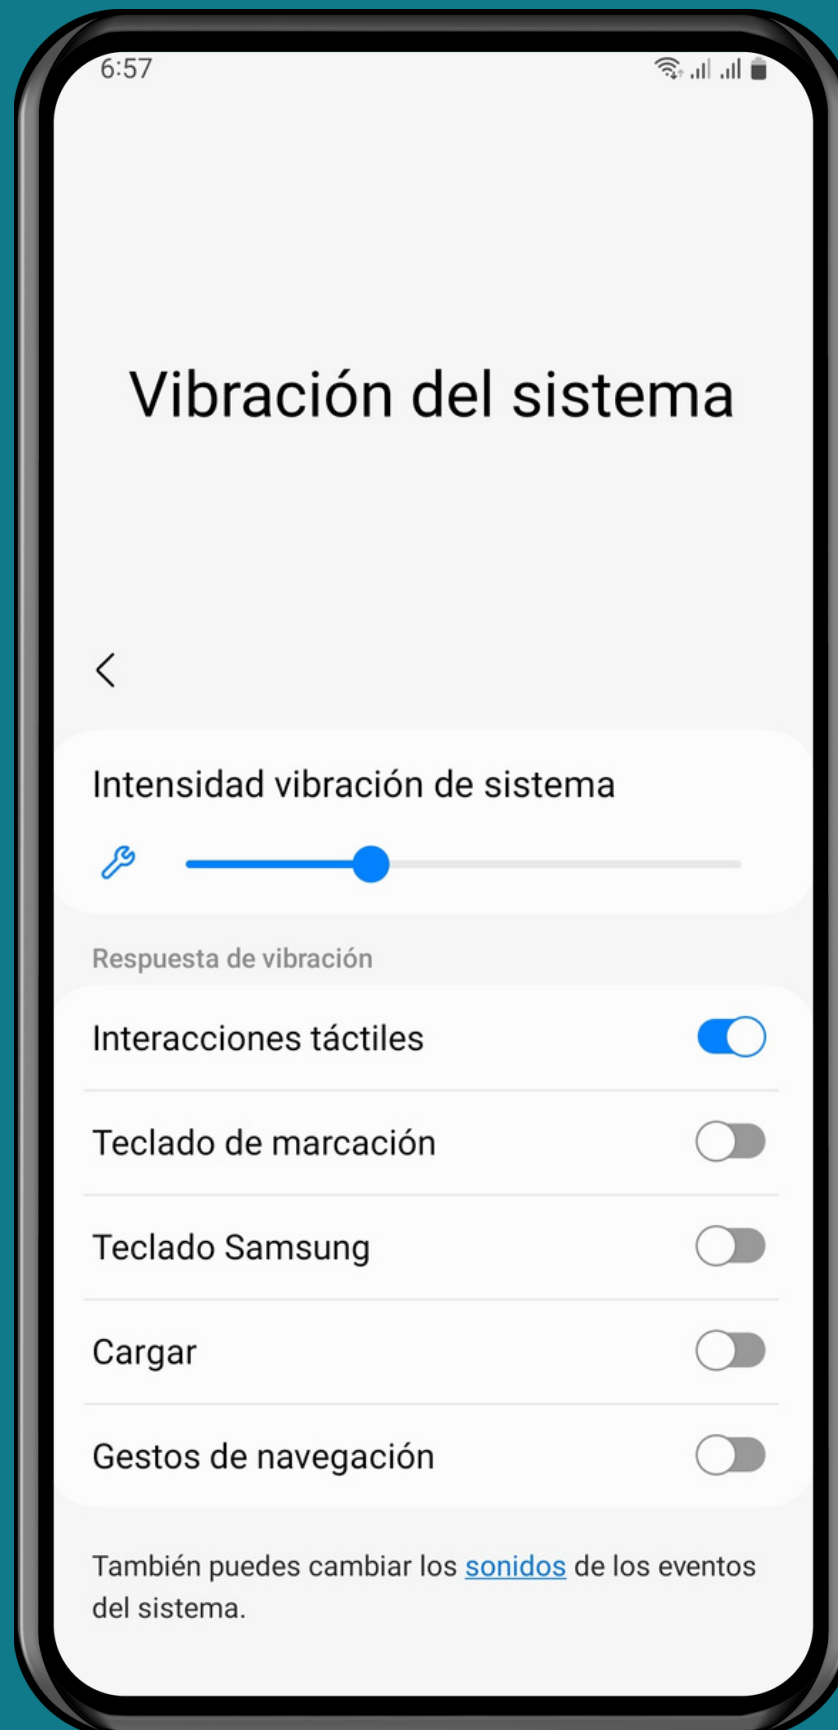 6:57
Vibración del sistema
Intensidad vibración de sistema
Respuesta de vibración
Interacciones táctiles
Teclado de marcación
Teclado Samsung
Cargar
Gestos de navegación
También puedes cambiar los sonidos de los eventos
del sistema.